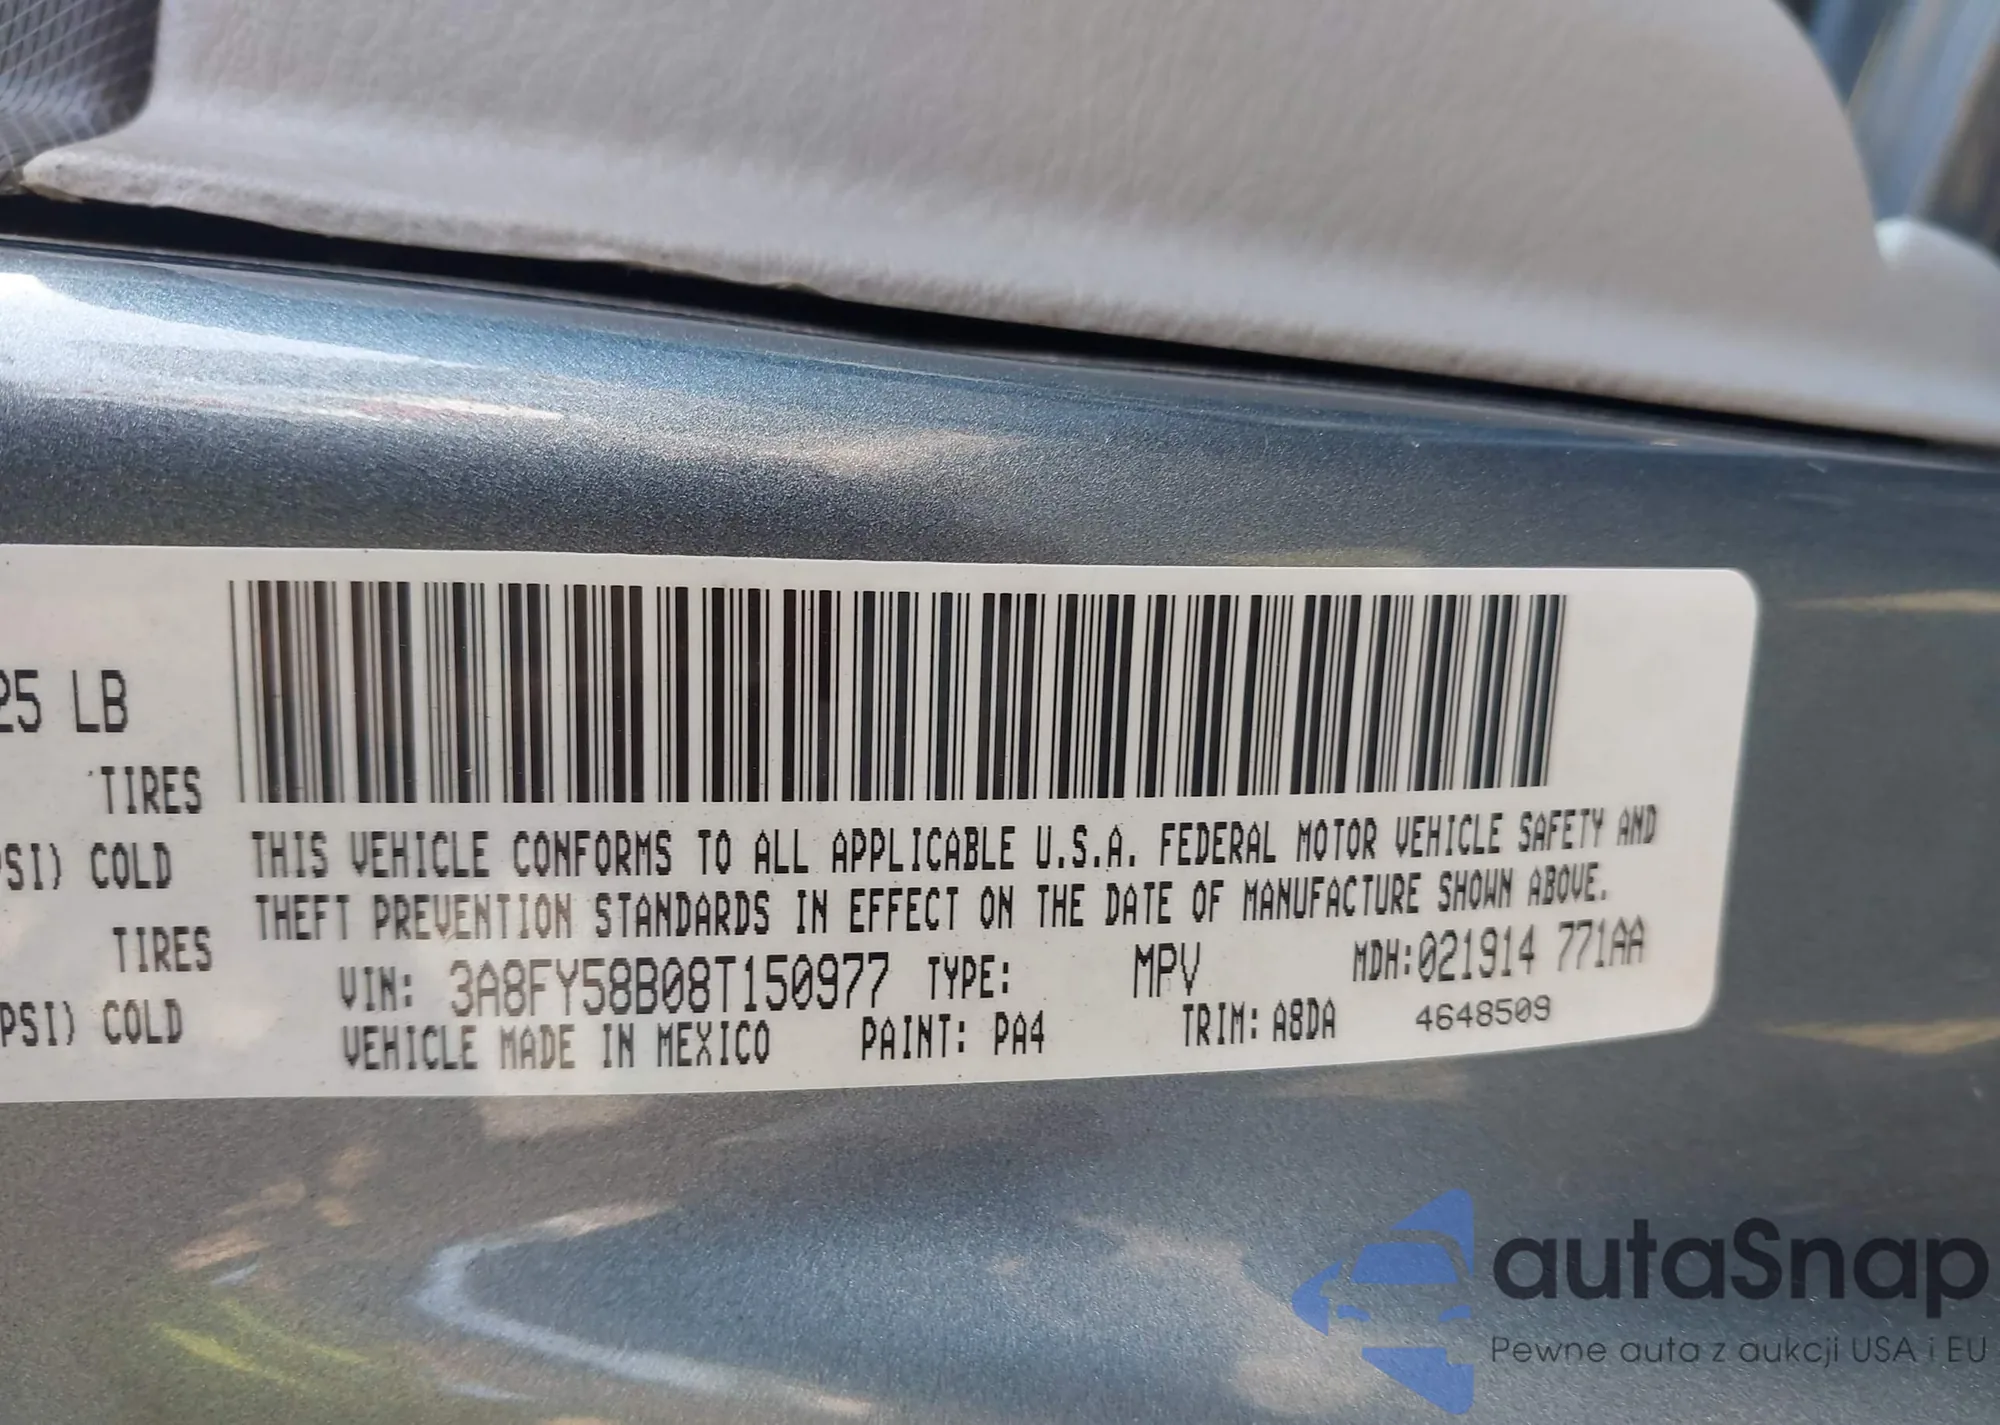 25 LB
TIRES
PSI) COLD
TIRES
PSI) COLD
THIS VEHICLE CONFORMS TO ALL APPLICABLE U.S.A. FEDERAL MOTOR VEHICLE SAFETY AND
THEFT PREVENTION STANDARDS IN EFFECT ON THE DATE OF MANUFACTURE SHOWN ABOVE.
VIN: 3A8FY58B08T150977 TYPE: MPV MDH:021914 771AA
VEHICLE MADE IN MEXICO PAINT: PA4 TRIM: A8DA 4648509
autaSnap
Pewne auta z aukcji USA i EU